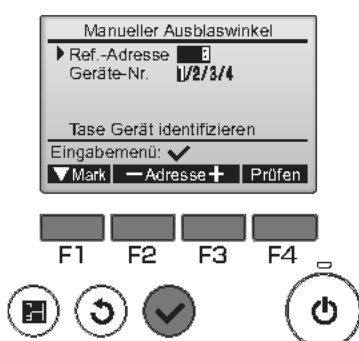 Manueller Ausblaswinkel
Ref.-Adresse
Geräte-Nr. 1/2/3/4
Tase Gerät identifizieren
Eingabemenü: ✓
▼Mark −Adresse+ Prüfen
F1 F2 F3 F4